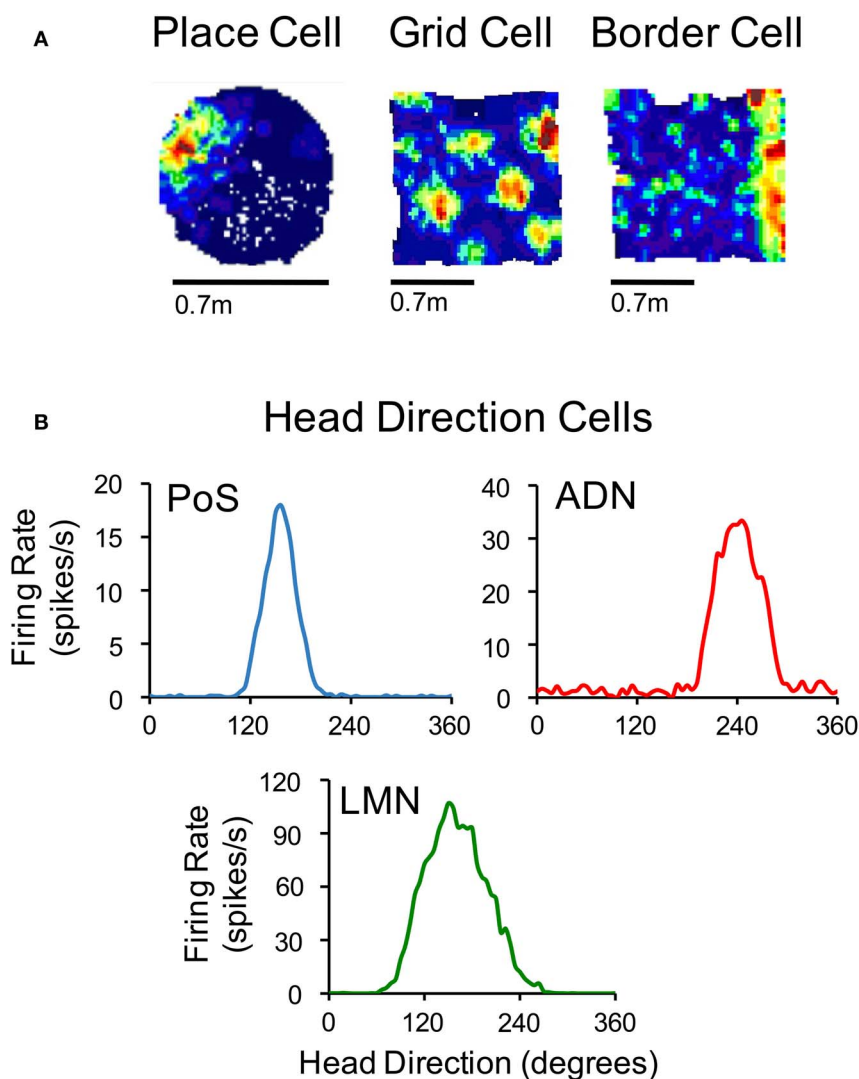 A
Place Cell
Grid Cell
Border Cell
0.7m
0.7m
0.7m
B
Head Direction Cells
PoS
Firing Rate
(spikes/s)
20
15
10
5
0
0 120 240 360
ADN
40
30
20
10
0
0 120 240 360
LMN
Firing Rate
(spikes/s)
120
90
60
30
0
0 120 240 360
Head Direction (degrees)